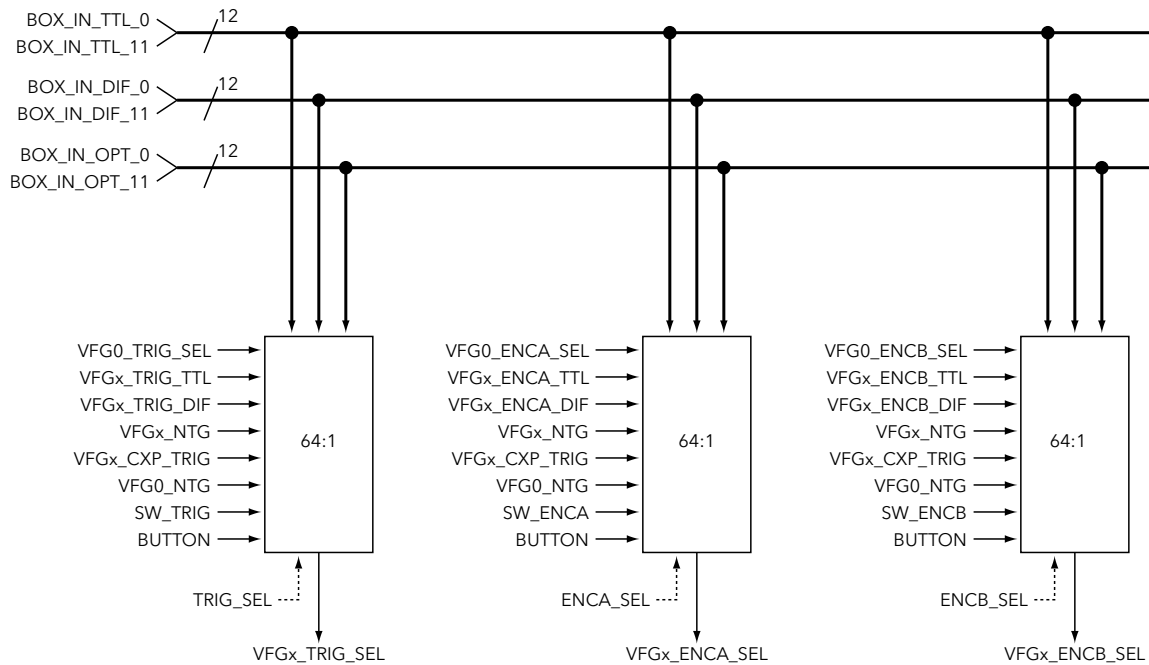 BOX_IN_TTL_0
BOX_IN_TTL_11
12
BOX_IN_DIF_0
BOX_IN_DIF_11
12
BOX_IN_OPT_0
BOX_IN_OPT_11
12
VFG0_TRIG_SEL
VFGx_TRIG_TTL
VFGx_TRIG_DIF
VFGx_NTG
VFGx_CXP_TRIG
VFG0_NTG
SW_TRIG
BUTTON
64:1
TRIG_SEL
VFGx_TRIG_SEL
VFG0_ENCA_SEL
VFGx_ENCA_TTL
VFGx_ENCA_DIF
VFGx_NTG
VFGx_CXP_TRIG
VFG0_NTG
SW_ENCA
BUTTON
64:1
ENCA_SEL
VFGx_ENCA_SEL
VFG0_ENCB_SEL
VFGx_ENCB_TTL
VFGx_ENCB_DIF
VFGx_NTG
VFGx_CXP_TRIG
VFG0_NTG
SW_ENCB
BUTTON
64:1
ENCB_SEL
VFGx_ENCB_SEL